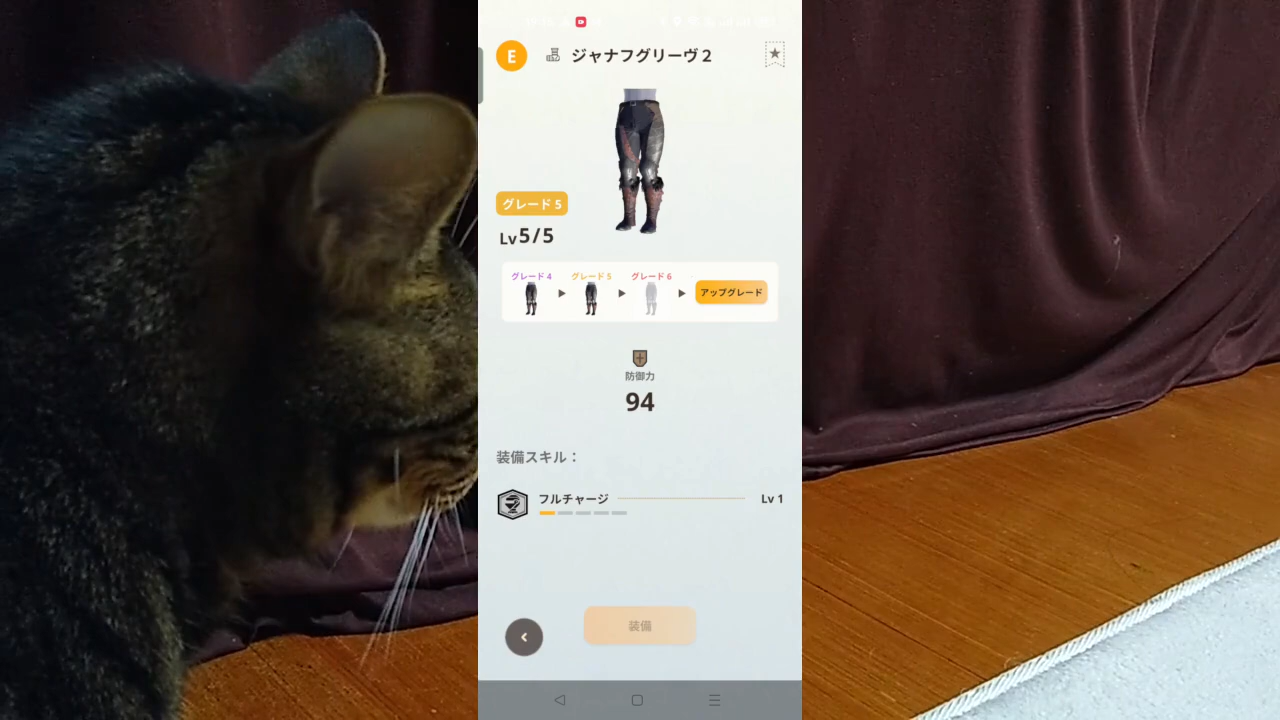 E
ジャナフグリーヴ2
グレード 5
Lv 5/5
グレード 4
グレード 5
グレード 6
アップグレード
防御力
94
装備スキル：
フルチャージ
Lv 1
装備